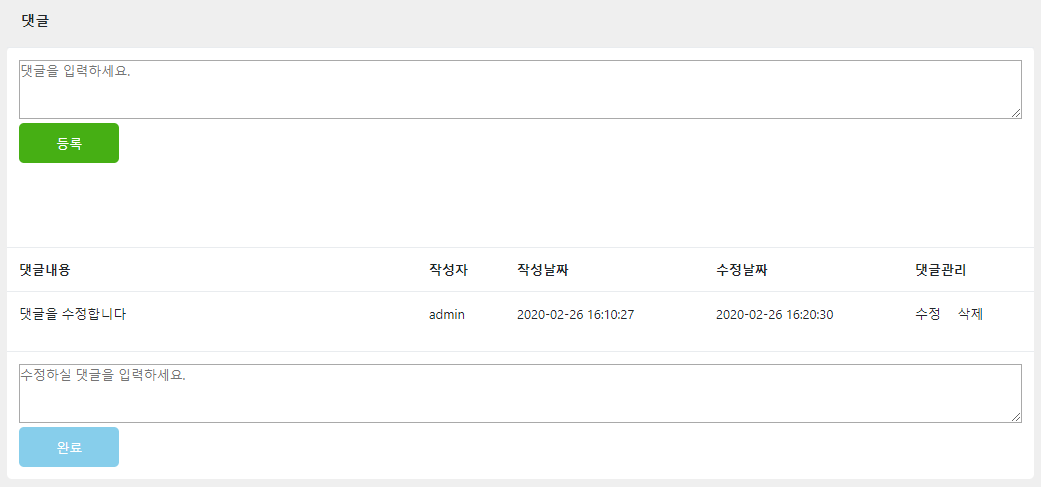 댓글
댓글을 입력하세요.
등록
댓글내용 작성자 작성날짜 수정날짜 댓글관리
댓글을 수정합니다 admin 2020-02-26 16:10:27 2020-02-26 16:20:30 수정 삭제
수정하실 댓글을 입력하세요.
완료